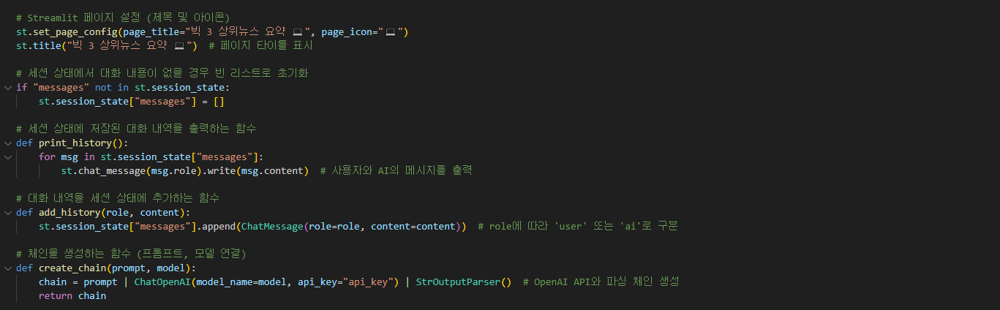 # Streamlit 페이지 설정 (제목 및 아이콘)
st.set_page_config(page_title="빅 3 상위뉴스 요약 💻", page_icon="💻")
st.title("빅 3 상위뉴스 요약 💻")  # 페이지 타이틀 표시
# 세션 상태에서 대화 내용이 없을 경우 빈 리스트로 초기화
if "messages" not in st.session_state:
    st.session_state["messages"] = []
# 세션 상태에 저장된 대화 내역을 출력하는 함수
def print_history():
    for msg in st.session_state["messages"]:
        st.chat_message(msg.role).write(msg.content)  # 사용자와 AI의 메시지를 출력
# 대화 내역을 세션 상태에 추가하는 함수
def add_history(role, content):
    st.session_state["messages"].append(ChatMessage(role=role, content=content))  # role에 따라 'user' 또는 'ai'로 구분
# 체인을 생성하는 함수 (프롬프트, 모델 연결)
def create_chain(prompt, model):
    chain = prompt | ChatOpenAI(model_name=model, api_key="api_key") | StrOutputParser()  # OpenAI API와 파싱 체인 생성
    return chain